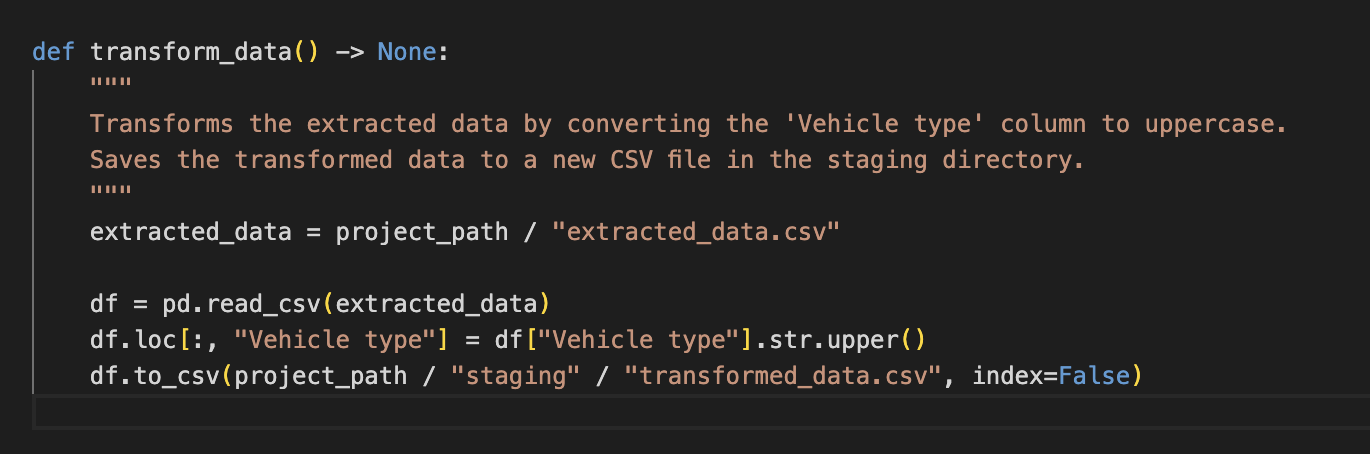 def transform_data() -> None:
    """
    Transforms the extracted data by converting the 'Vehicle type' column to uppercase.
    Saves the transformed data to a new CSV file in the staging directory.
    """
    extracted_data = project_path / "extracted_data.csv"

    df = pd.read_csv(extracted_data)
    df.loc[:, "Vehicle type"] = df["Vehicle type"].str.upper()
    df.to_csv(project_path / "staging" / "transformed_data.csv", index=False)